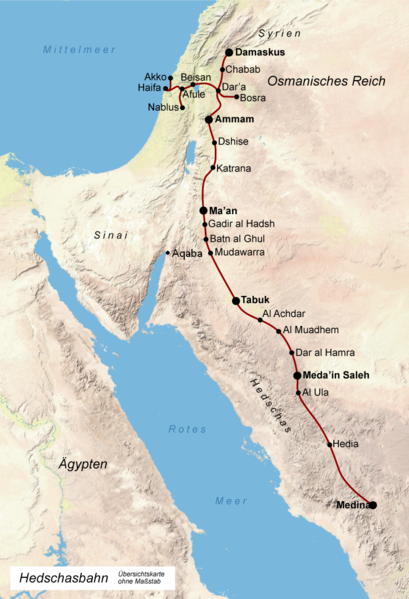 Syrien
Mittelmeer
Damaskus
Chabab
Akko
Beisan
Osmanisches Reich
Haifa
Dar'a
Afule
Bosra
Nablus
Ammam
Dshise
Katrana
Ma'an
Gadir al Hadsh
Sinai
Batn al Ghul
Aqaba
Mudawarra
Tabuk
Al Achdar
Al Muadhem
Dar al Hamra
Meda'in Saleh
Al Ula
Hedschas
Rotes
Hedia
Ägypten
Meer
Medina
Hedschasbahn
Übersichtskarte
ohne Maßstab